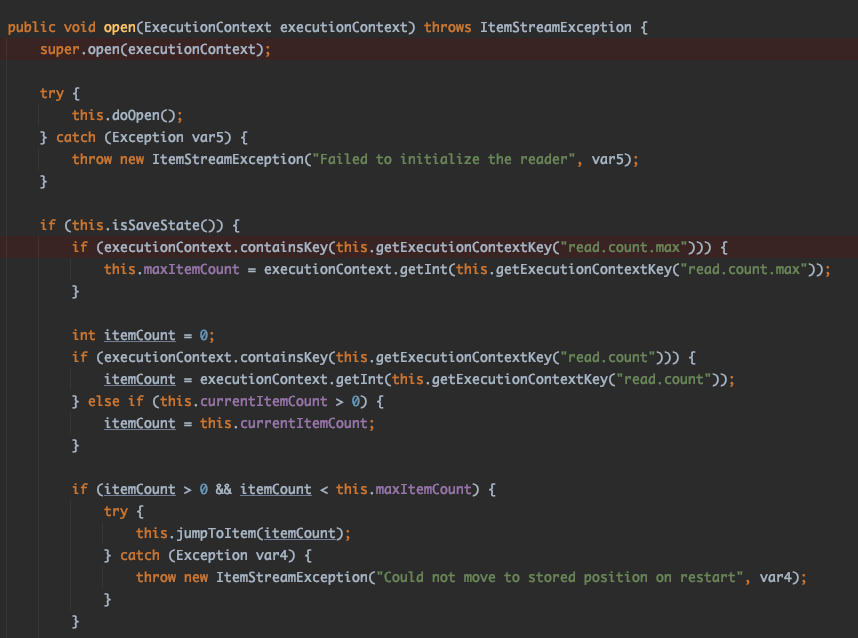 public void open(ExecutionContext executionContext) throws ItemStreamException {
    super.open(executionContext);

    try {
        this.doOpen();
    } catch (Exception var5) {
        throw new ItemStreamException("Failed to initialize the reader", var5);
    }

    if (this.isSaveState()) {
        if (executionContext.containsKey(this.getExecutionContextKey("read.count.max"))) {
            this.maxItemCount = executionContext.getInt(this.getExecutionContextKey("read.count.max"));
        }

        int itemCount = 0;
        if (executionContext.containsKey(this.getExecutionContextKey("read.count"))) {
            itemCount = executionContext.getInt(this.getExecutionContextKey("read.count"));
        } else if (this.currentItemCount > 0) {
            itemCount = this.currentItemCount;
        }

        if (itemCount > 0 && itemCount < this.maxItemCount) {
            try {
                this.jumpToItem(itemCount);
            } catch (Exception var4) {
                throw new ItemStreamException("Could not move to stored position on restart", var4);
            }
        }